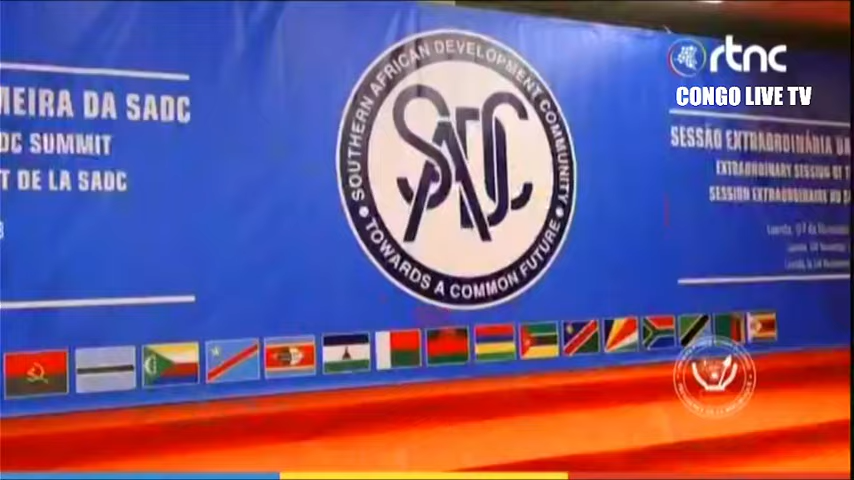 MEIRA DA SADC
DC SUMMIT
T DE LA SADC
SOUTHERN AFRICAN DEVELOPMENT COMMUNITY
SADC
TOWARDS A COMMON FUTURE
rtnc
CONGO LIVE TV
SESSÃO EXTRAORDINÁRIA DA
EXTRAORDINARY SESSION OF T
SESSION EXTRAORDINAIRE DU S